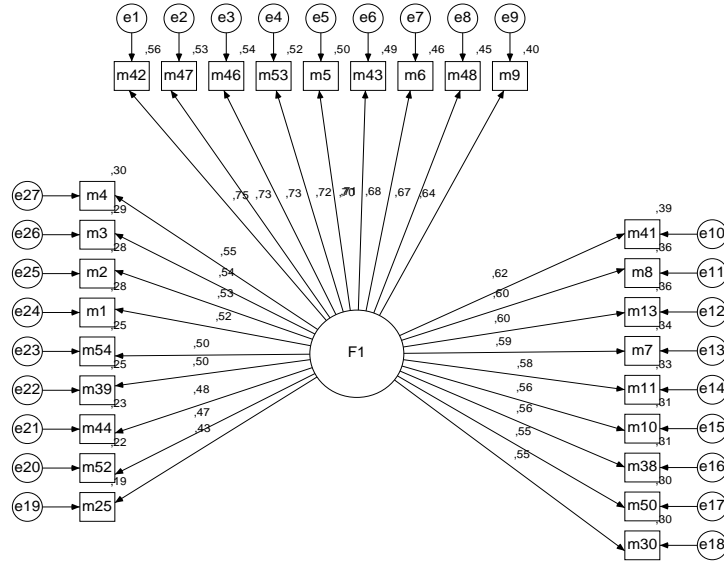 e1 e2 e3 e4 e5 e6 e7 e8 e9
,56 ,53 ,54 ,52 ,50 ,49 ,46 ,45 ,40
m42 m47 m46 m53 m5 m43 m6 m48 m9
,75 ,73 ,73 ,72 ,71 ,70 ,68 ,67 ,64
,30
e27 m4
,29
e26 m3
,28
e25 m2
,28
e24 m1
,25
e23 m54
,25
e22 m39
,23
e21 m44
,22
e20 m52
,19
e19 m25
,55
,54
,53
,52
,50
,50
,48
,47
,43
F1
,62
,60
,60
,59
,58
,56
,56
,55
,55
,39
m41 e10
,36
m8 e11
,36
m13 e12
,34
m7 e13
,33
m11 e14
,31
m10 e15
,31
m38 e16
,30
m50 e17
,30
m30 e18